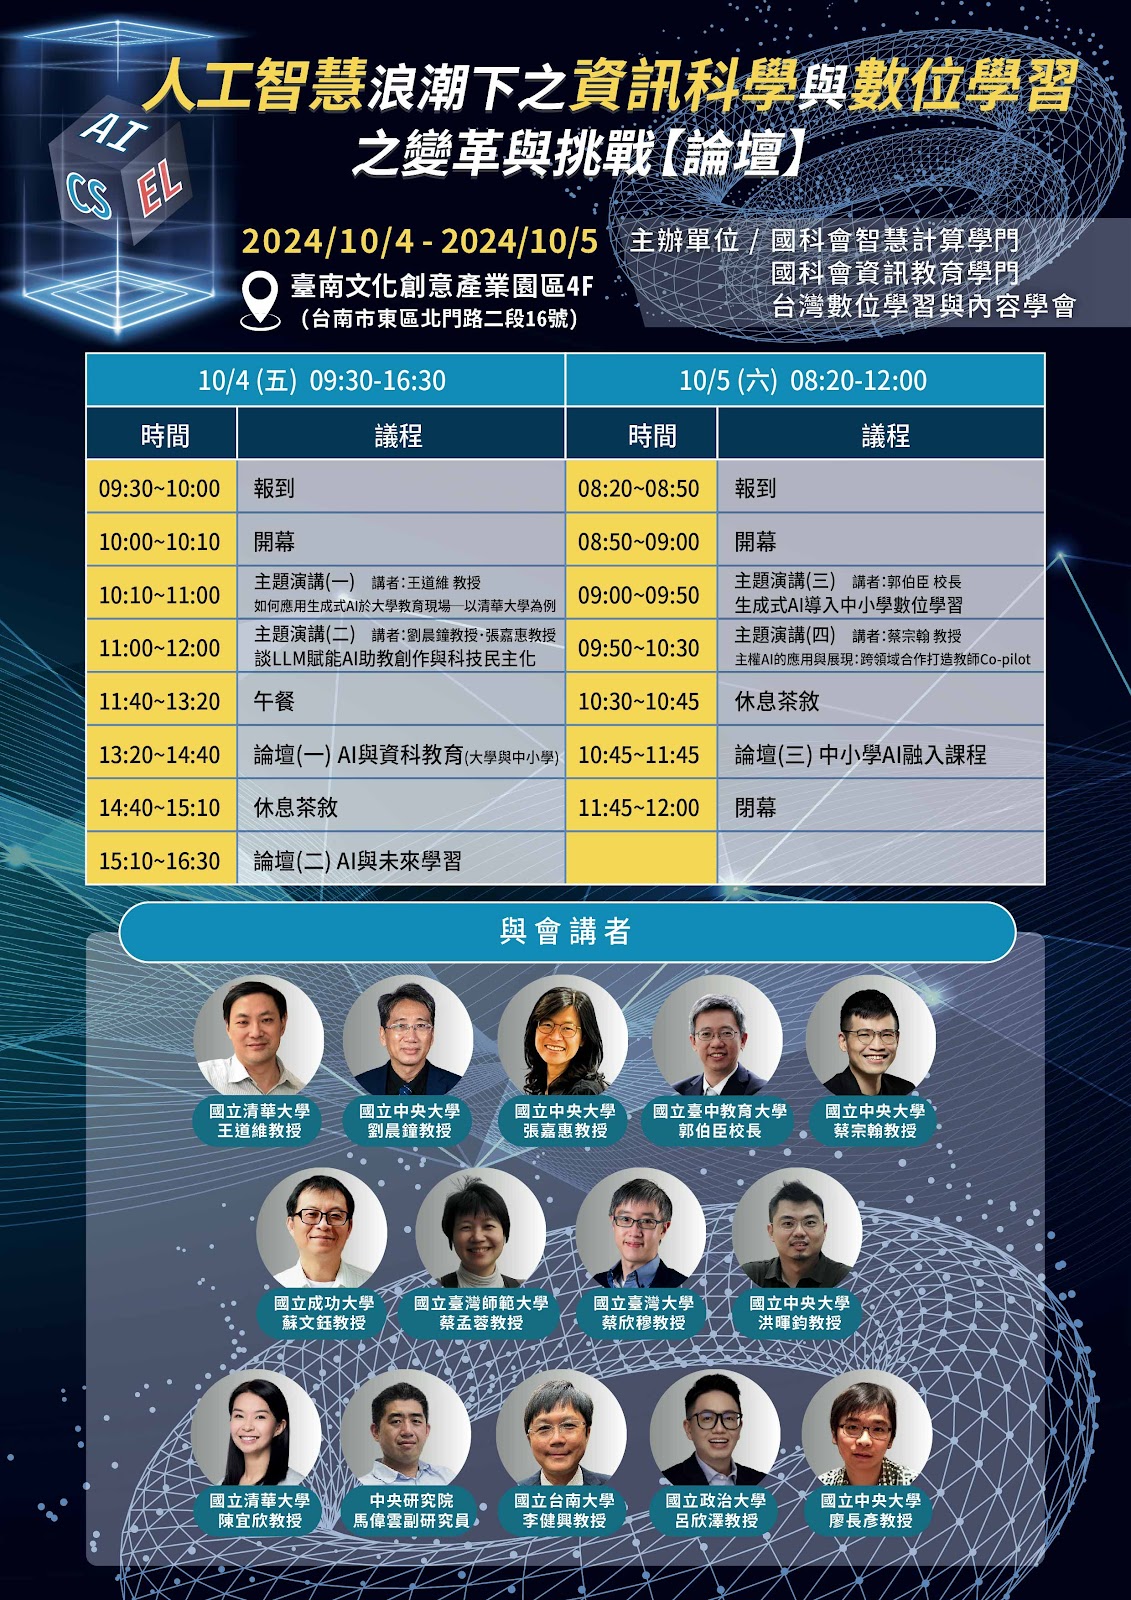 人工智慧浪潮下之資訊科學與數位學習
之變革與挑戰【論壇】
AI
CS
EL
2024/10/4 - 2024/10/5
臺南文化創意產業園區4F
(台南市東區北門路二段16號)
主辦單位 / 國科會智慧計算學門
國科會資訊教育學門
台灣數位學習與內容學會
10/4 (五) 09:30-16:30
時間 議程
09:30~10:00 報到
10:00~10:10 開幕
10:10~11:00 主題演講(一) 講者:王道維 教授
如何應用生成式AI於大學教育現場─以清華大學為例
11:00~12:00 主題演講(二) 講者:劉晨鐘教授·張嘉惠教授
談LLM賦能AI助教創作與科技民主化
11:40~13:20 午餐
13:20~14:40 論壇(一) AI與資科教育(大學與中小學)
14:40~15:10 休息茶敘
15:10~16:30 論壇(二) AI與未來學習
10/5 (六) 08:20-12:00
時間 議程
08:20~08:50 報到
08:50~09:00 開幕
09:00~09:50 主題演講(三) 講者:郭伯臣 校長
生成式AI導入中小學數位學習
09:50~10:30 主題演講(四) 講者:蔡宗翰 教授
主權AI的應用與展現:跨領域合作打造教師Co-pilot
10:30~10:45 休息茶敘
10:45~11:45 論壇(三) 中小學AI融入課程
11:45~12:00 閉幕
與會講者
國立清華大學
王道維教授
國立中央大學
劉晨鐘教授
國立中央大學
張嘉惠教授
國立臺中教育大學
郭伯臣校長
國立中央大學
蔡宗翰教授
國立成功大學
蘇文鈺教授
國立臺灣師範大學
蔡孟蓉教授
國立臺灣大學
蔡欣穆教授
國立中央大學
洪暉鈞教授
國立清華大學
陳宜欣教授
中央研究院
馬偉雲副研究員
國立台南大學
李健興教授
國立政治大學
呂欣澤教授
國立中央大學
廖長彥教授